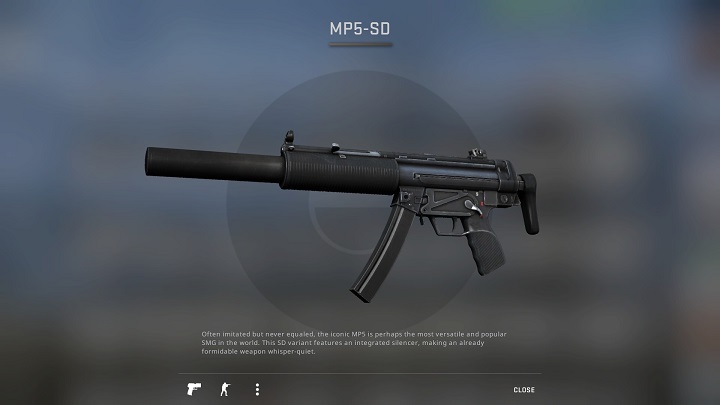 MP5-SD
Often imitated but never equaled, the iconic MP5 is perhaps the most versatile and popular
SMG in the world. This SD variant features an integrated silencer, making an already
formidable weapon whisper-quiet.
CLOSE